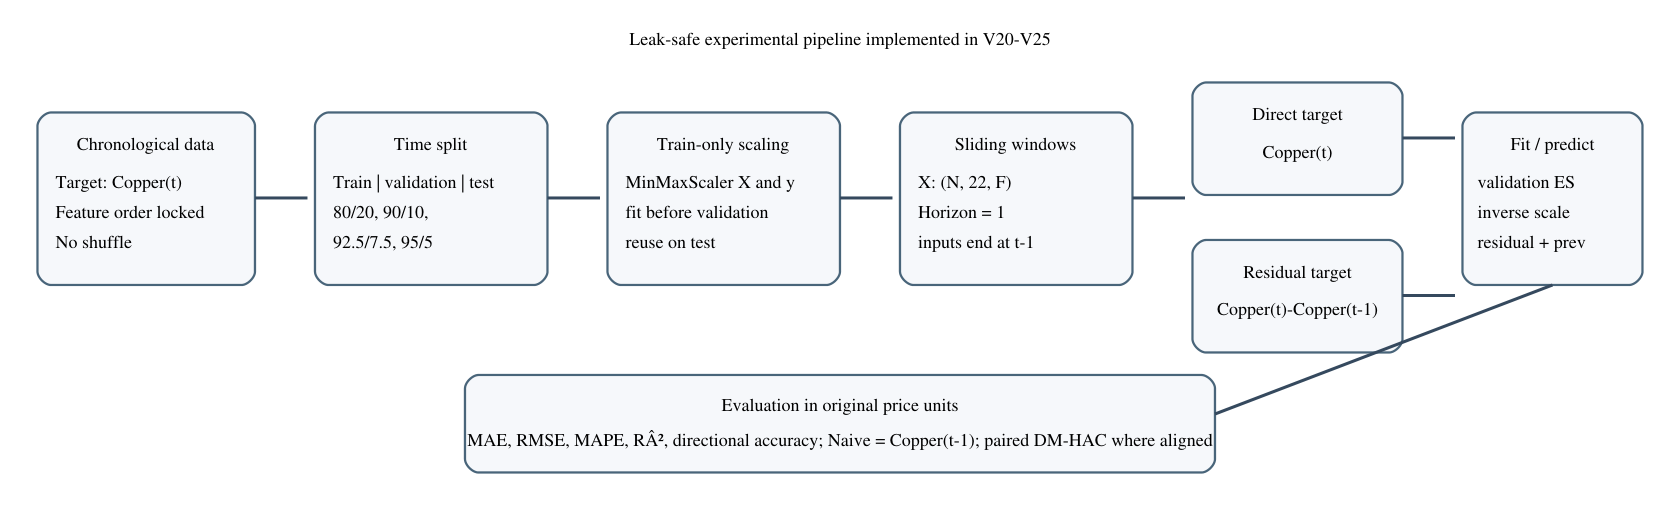 Leak-safe experimental pipeline implemented in V20-V25
Chronological data
Target: Copper(t)
Feature order locked
No shuffle
Time split
Train | validation | test
80/20, 90/10,
92.5/7.5, 95/5
Train-only scaling
MinMaxScaler X and y
fit before validation
reuse on test
Sliding windows
X: (N, 22, F)
Horizon = 1
inputs end at t-1
Direct target
Copper(t)
Residual target
Copper(t)-Copper(t-1)
Fit / predict
validation ES
inverse scale
residual + prev
Evaluation in original price units
MAE, RMSE, MAPE, RÂ², directional accuracy; Naive = Copper(t-1); paired DM-HAC where aligned